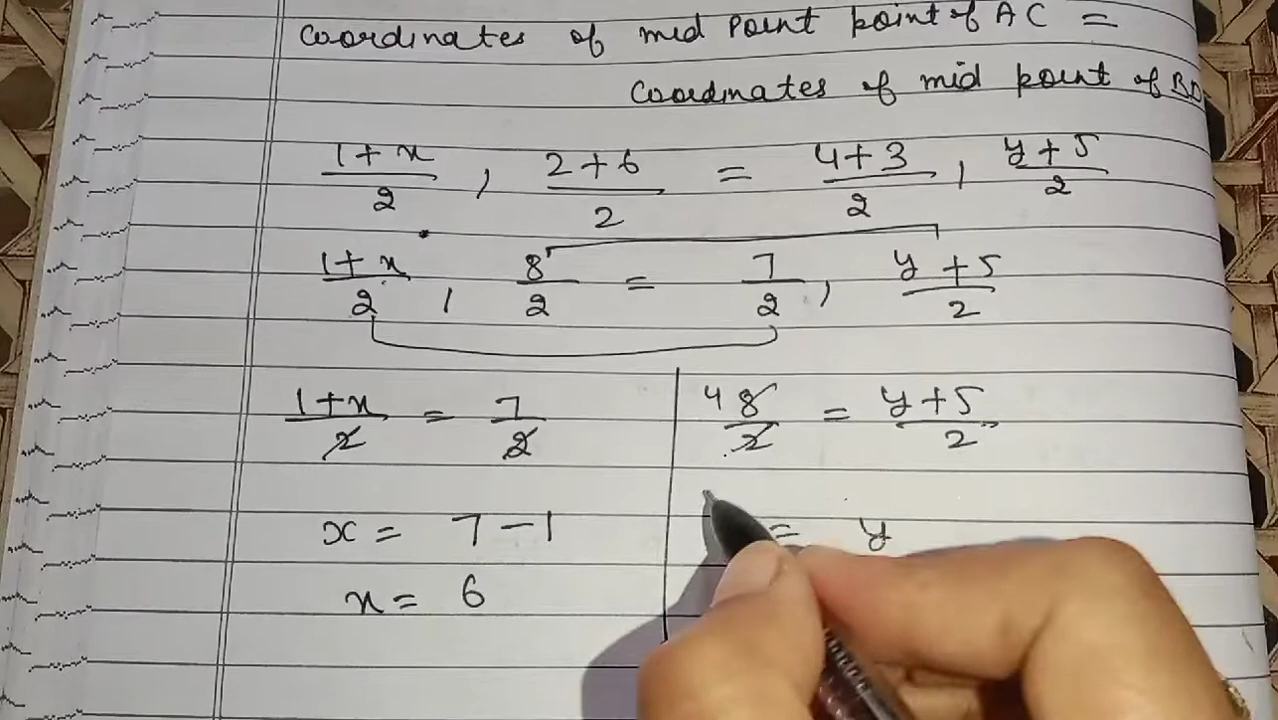 Coordinates of mid Point point of AC =
Coordinates of mid point of BD
(1+x)/2 , (2+6)/2 = (4+3)/2 , (y+5)/2
(1+x)/2 , 8/2 = 7/2 , (y+5)/2
(1+x)/2 = 7/2
4 8/2 = (y+5)/2
x = 7-1
= y
x = 6